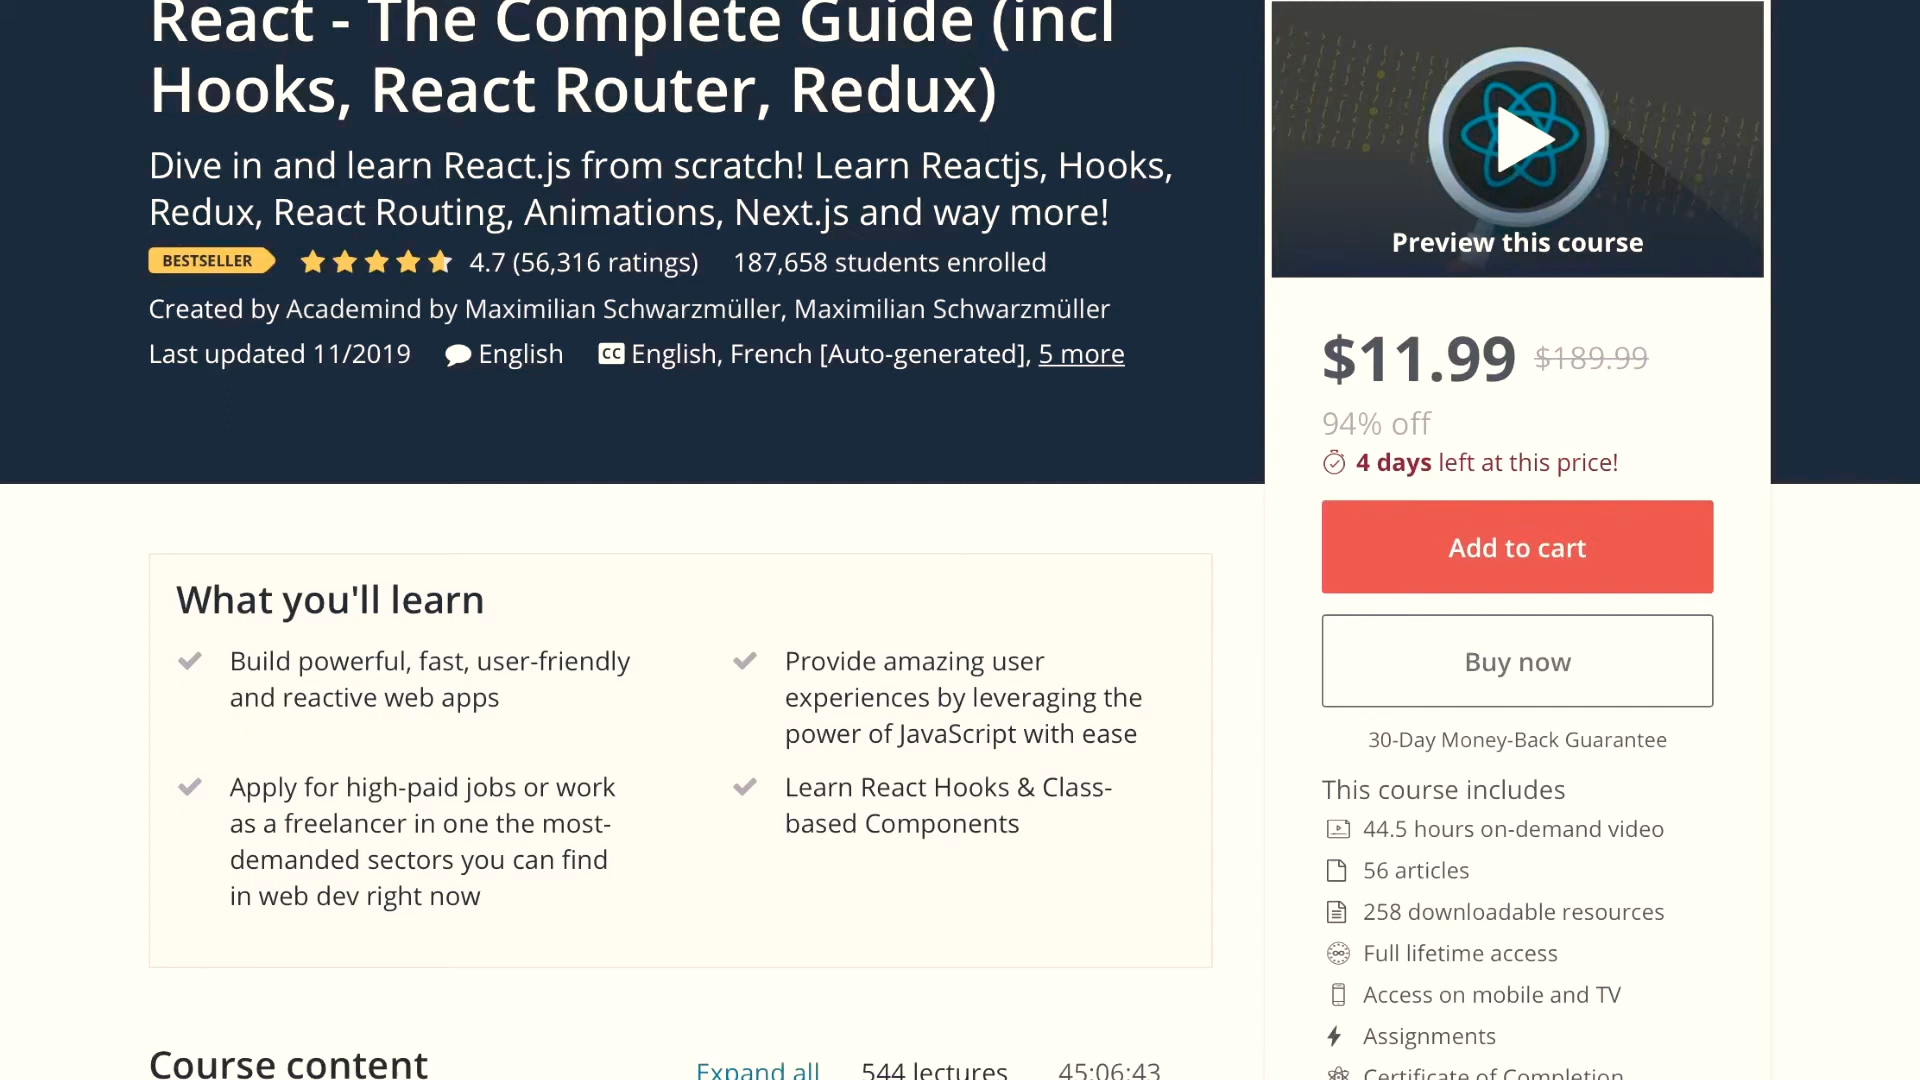 React - The Complete Guide (incl
Hooks, React Router, Redux)
Dive in and learn React.js from scratch! Learn Reactjs, Hooks,
Redux, React Routing, Animations, Next.js and way more!
BESTSELLER 4.7 (56,316 ratings) 187,658 students enrolled
Created by Academind by Maximilian Schwarzmüller, Maximilian Schwarzmüller
Last updated 11/2019 English CC English, French [Auto-generated], 5 more
What you'll learn
Build powerful, fast, user-friendly
and reactive web apps
Provide amazing user
experiences by leveraging the
power of JavaScript with ease
Apply for high-paid jobs or work
as a freelancer in one the most-
demanded sectors you can find
in web dev right now
Learn React Hooks & Class-
based Components
Course content Expand all 544 lectures 45:06:43
Preview this course
$11.99 $189.99
94% off
4 days left at this price!
Add to cart
Buy now
30-Day Money-Back Guarantee
This course includes
44.5 hours on-demand video
56 articles
258 downloadable resources
Full lifetime access
Access on mobile and TV
Assignments
Certificate of Completion